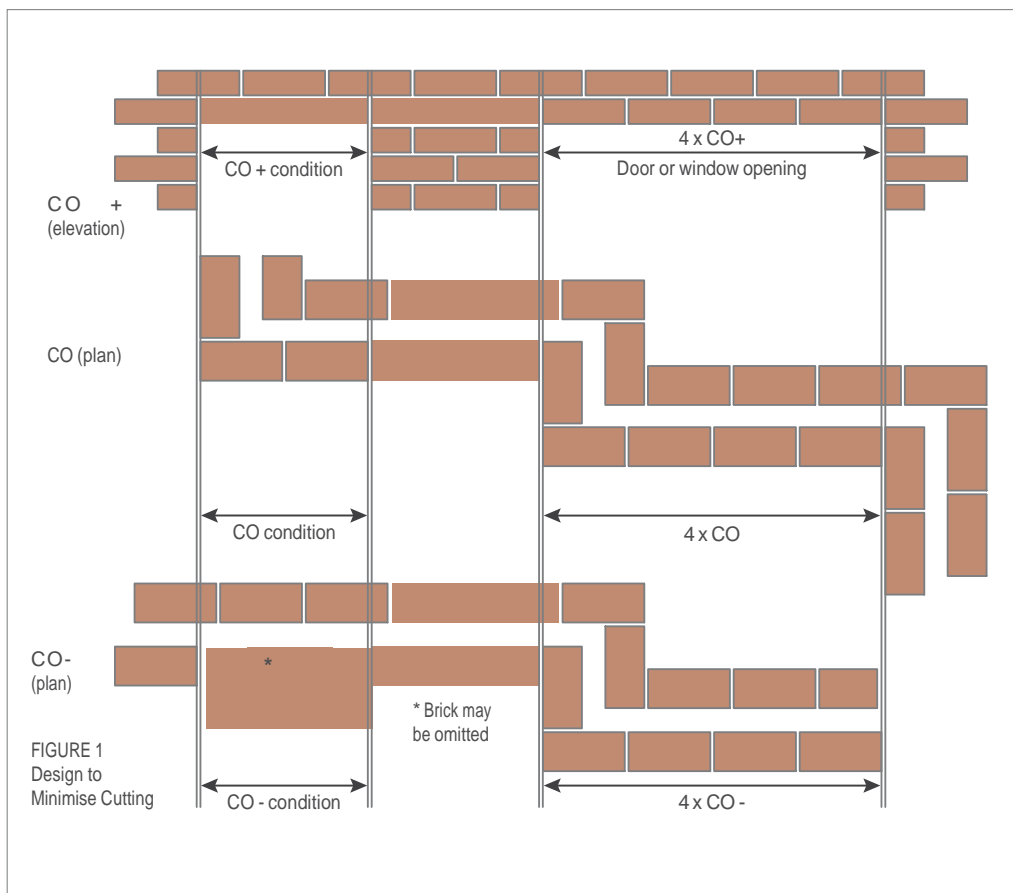 CO + condition
4 x CO+
Door or window opening
CO +
(elevation)
CO (plan)
CO condition
4 x CO
CO-
(plan)
*
* Brick may
be omitted
FIGURE 1
Design to
Minimise Cutting
CO - condition
4 x CO -